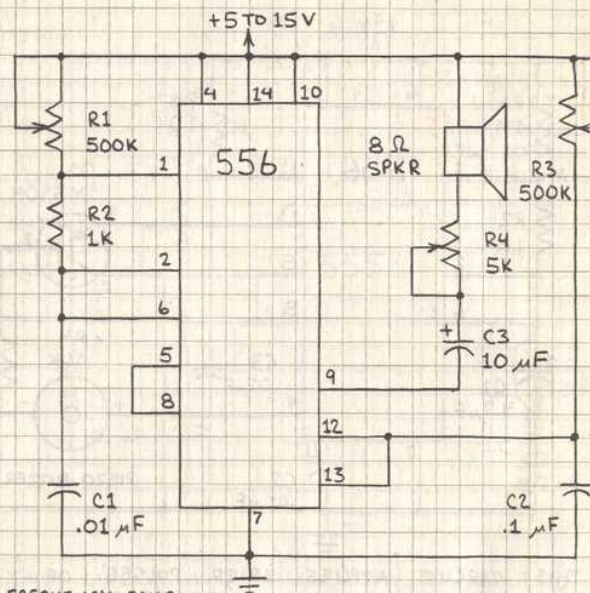 +5 TO 15V
4 14 10
R1
500K
1
556
8 Ω
SPKR
R3
500K
R2
1K
2
R4
5K
6
+
C3
10 µF
5
8
9
12
13
C1
.01 µF
7
C2
.1 µF